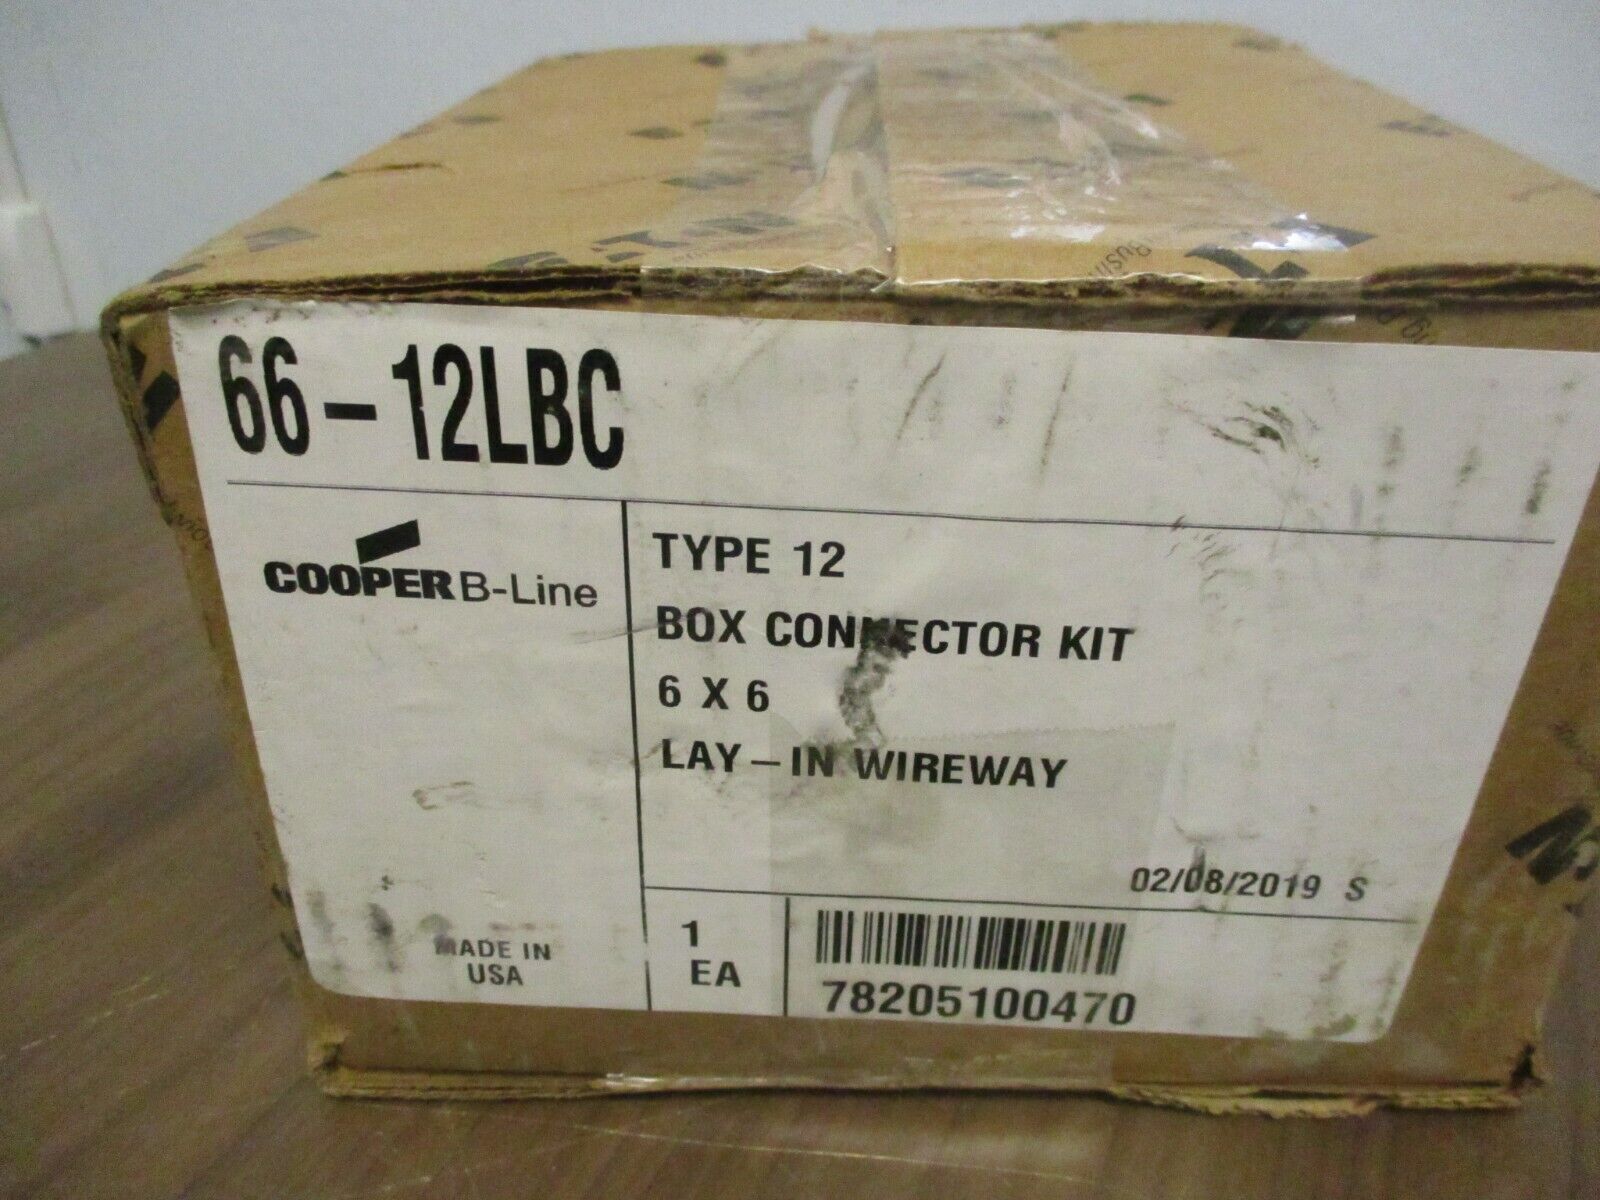 66-12LBC
COOPER B-Line
TYPE 12
BOX CONNECTOR KIT
6 X 6
LAY-IN WIREWAY
02/08/2019 S
MADE IN
USA
1
EA
78205100470